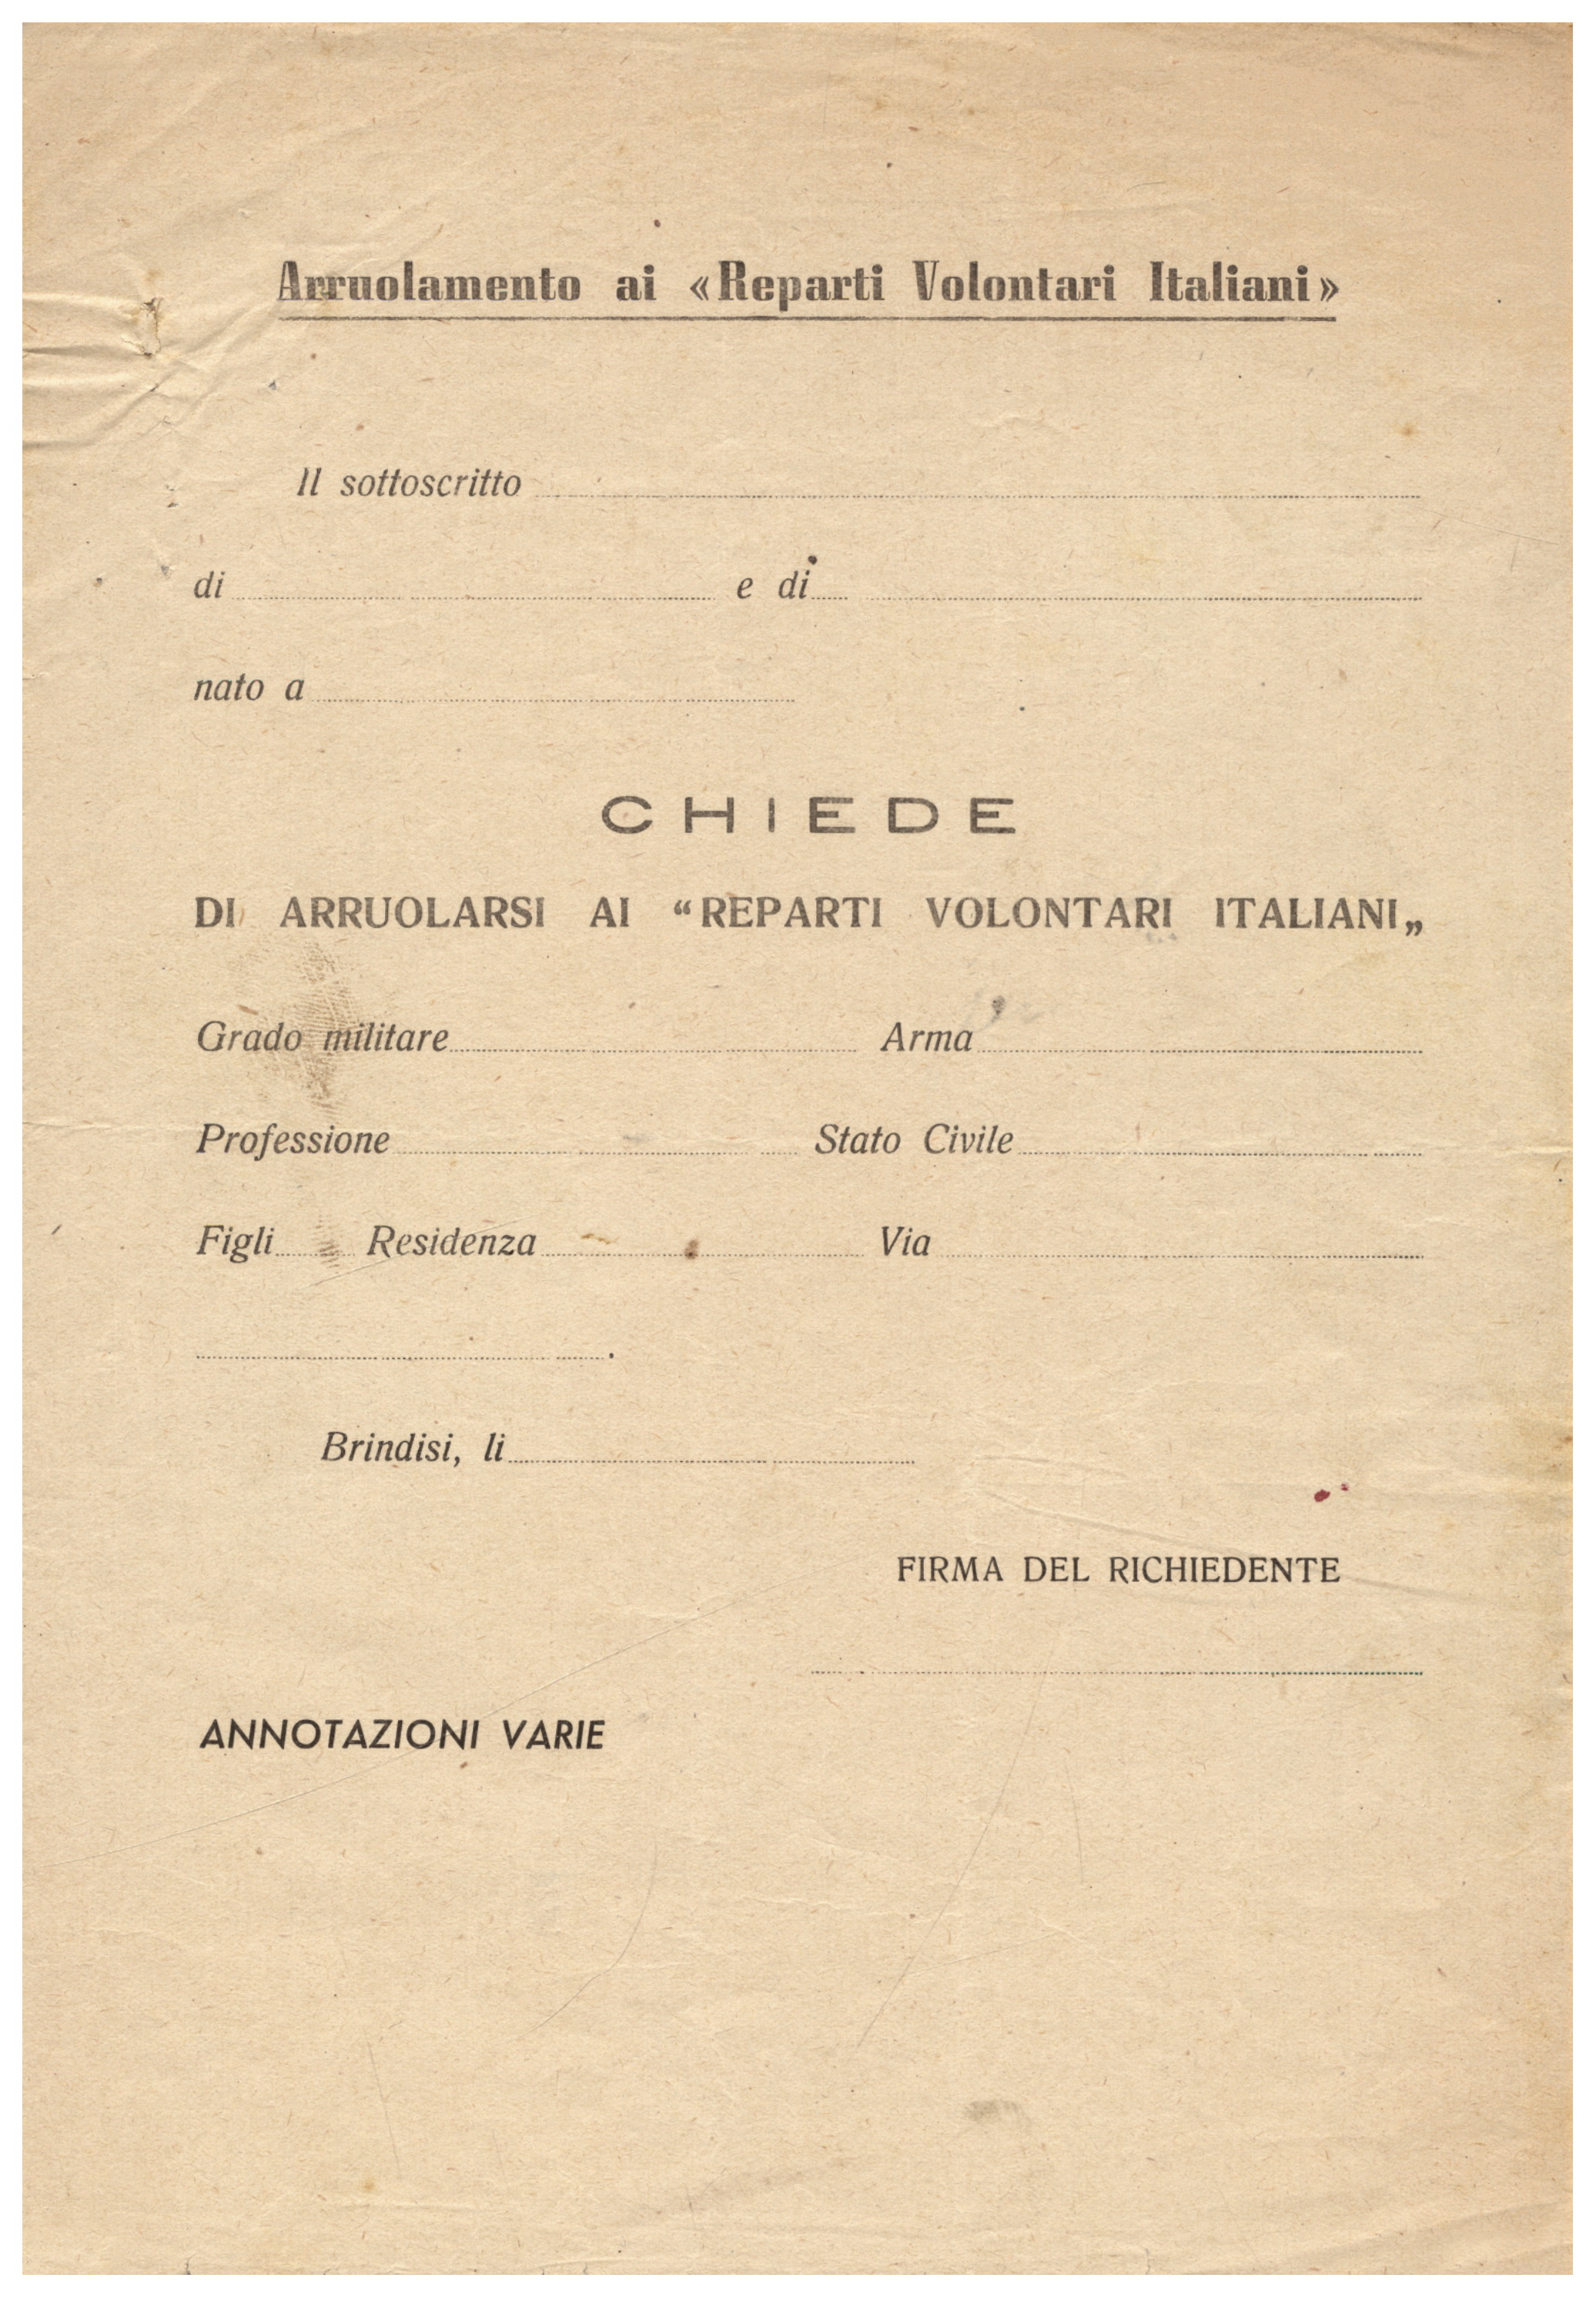 Arruolamento ai «Reparti Volontari Italiani»
Il sottoscritto
di e di
nato a
CHIEDE
DI ARRUOLARSI AI “REPARTI VOLONTARI ITALIANI„
Grado militare Arma
Professione Stato Civile
Figli Residenza Via
.
Brindisi, li
FIRMA DEL RICHIEDENTE
ANNOTAZIONI VARIE